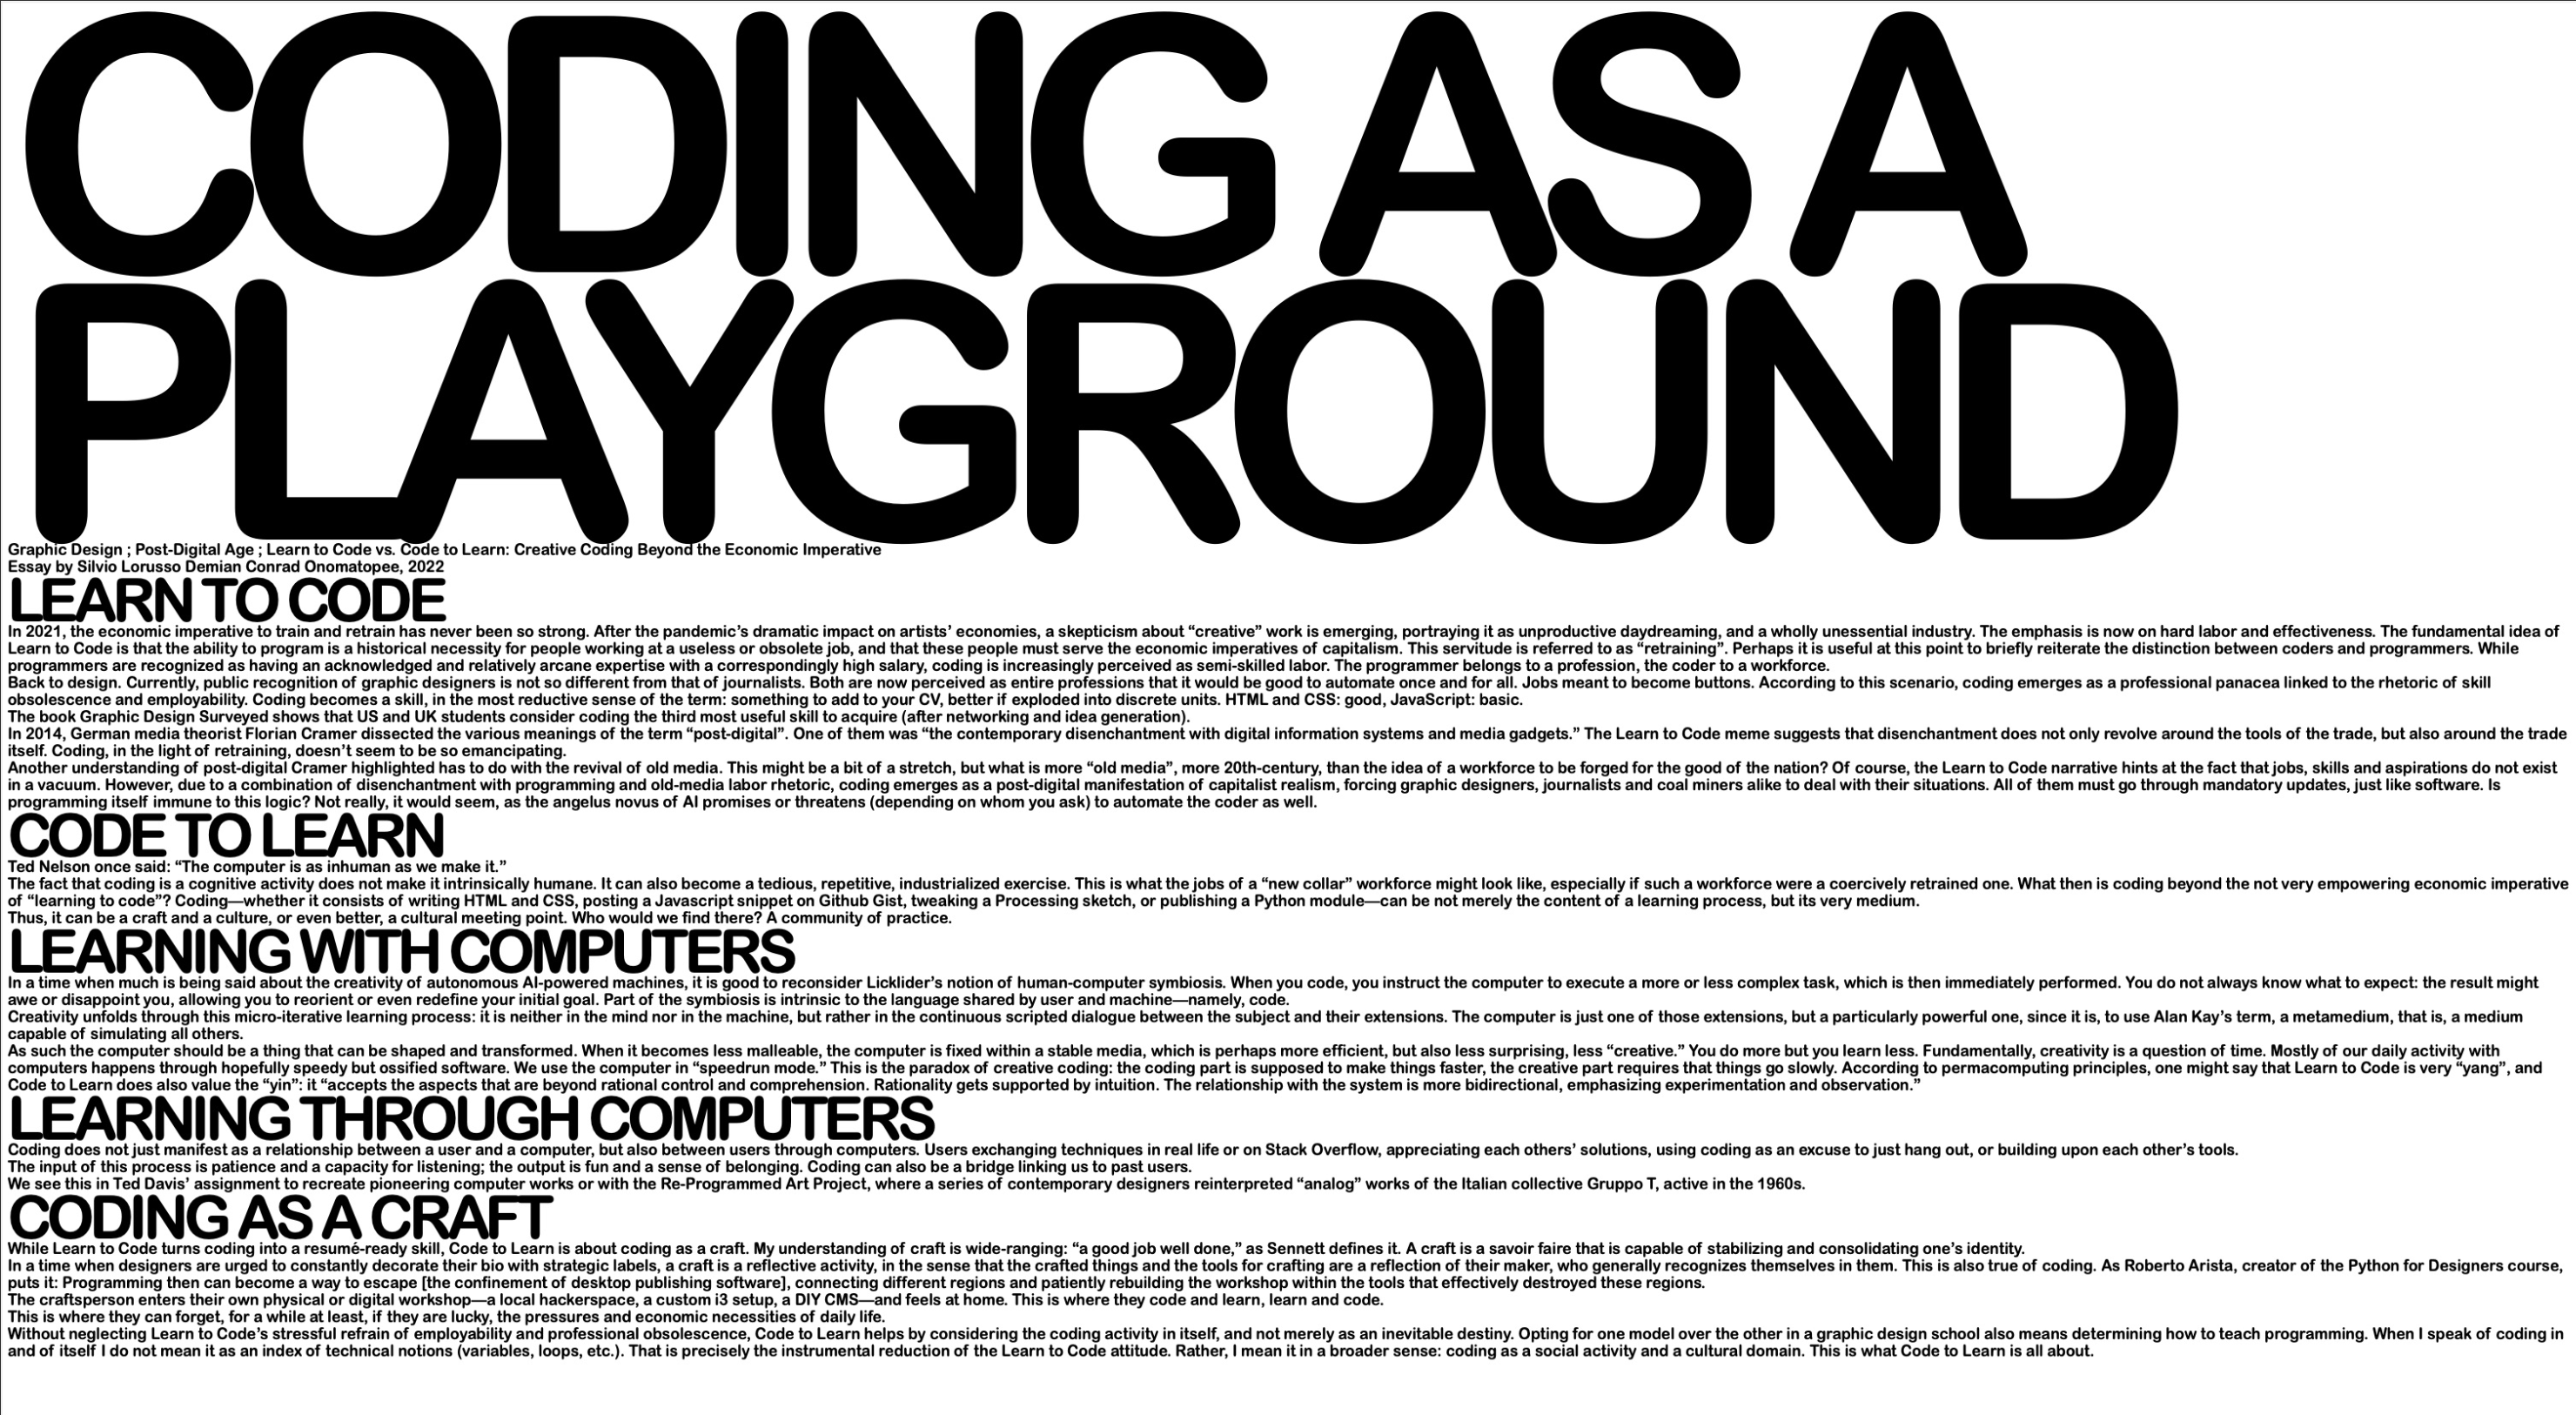 CODING AS A
PLAYGROUND
Graphic Design ; Post-Digital Age ; Learn to Code vs. Code to Learn: Creative Coding Beyond the Economic Imperative
Essay by Silvio Lorusso Demian Conrad Onomatopee, 2022
LEARN TO CODE
In 2021, the economic imperative to train and retrain has never been so strong. After the pandemic’s dramatic impact on artists’ economies, a skepticism about “creative” work is emerging, portraying it as unproductive daydreaming, and a wholly unessential industry. The emphasis is now on hard labor and effectiveness. The fundamental idea of
Learn to Code is that the ability to program is a historical necessity for people working at a useless or obsolete job, and that these people must serve the economic imperatives of capitalism. This servitude is referred to as “retraining”. Perhaps it is useful at this point to briefly reiterate the distinction between coders and programmers. While
programmers are recognized as having an acknowledged and relatively arcane expertise with a correspondingly high salary, coding is increasingly perceived as semi-skilled labor. The programmer belongs to a profession, the coder to a workforce.
Back to design. Currently, public recognition of graphic designers is not so different from that of journalists. Both are now perceived as entire professions that it would be good to automate once and for all. Jobs meant to become buttons. According to this scenario, coding emerges as a professional panacea linked to the rhetoric of skill
obsolescence and employability. Coding becomes a skill, in the most reductive sense of the term: something to add to your CV, better if exploded into discrete units. HTML and CSS: good, JavaScript: basic.
The book Graphic Design Surveyed shows that US and UK students consider coding the third most useful skill to acquire (after networking and idea generation).
In 2014, German media theorist Florian Cramer dissected the various meanings of the term “post-digital”. One of them was “the contemporary disenchantment with digital information systems and media gadgets.” The Learn to Code meme suggests that disenchantment does not only revolve around the tools of the trade, but also around the trade
itself. Coding, in the light of retraining, doesn’t seem to be so emancipating.
Another understanding of post-digital Cramer highlighted has to do with the revival of old media. This might be a bit of a stretch, but what is more “old media”, more 20th-century, than the idea of a workforce to be forged for the good of the nation? Of course, the Learn to Code narrative hints at the fact that jobs, skills and aspirations do not exist
in a vacuum. However, due to a combination of disenchantment with programming and old-media labor rhetoric, coding emerges as a post-digital manifestation of capitalist realism, forcing graphic designers, journalists and coal miners alike to deal with their situations. All of them must go through mandatory updates, just like software. Is
programming itself immune to this logic? Not really, it would seem, as the angelus novus of AI promises or threatens (depending on whom you ask) to automate the coder as well.
CODE TO LEARN
Ted Nelson once said: “The computer is as inhuman as we make it.”
The fact that coding is a cognitive activity does not make it intrinsically humane. It can also become a tedious, repetitive, industrialized exercise. This is what the jobs of a “new collar” workforce might look like, especially if such a workforce were a coercively retrained one. What then is coding beyond the not very empowering economic imperative
of “learning to code”? Coding—whether it consists of writing HTML and CSS, posting a Javascript snippet on Github Gist, tweaking a Processing sketch, or publishing a Python module—can be not merely the content of a learning process, but its very medium.
Thus, it can be a craft and a culture, or even better, a cultural meeting point. Who would we find there? A community of practice.
LEARNING WITH COMPUTERS
In a time when much is being said about the creativity of autonomous AI-powered machines, it is good to reconsider Licklider’s notion of human-computer symbiosis. When you code, you instruct the computer to execute a more or less complex task, which is then immediately performed. You do not always know what to expect: the result might
awe or disappoint you, allowing you to reorient or even redefine your initial goal. Part of the symbiosis is intrinsic to the language shared by user and machine—namely, code.
Creativity unfolds through this micro-iterative learning process: it is neither in the mind nor in the machine, but rather in the continuous scripted dialogue between the subject and their extensions. The computer is just one of those extensions, but a particularly powerful one, since it is, to use Alan Kay’s term, a metamedium, that is, a medium
capable of simulating all others.
As such the computer should be a thing that can be shaped and transformed. When it becomes less malleable, the computer is fixed within a stable media, which is perhaps more efficient, but also less surprising, less “creative.” You do more but you learn less. Fundamentally, creativity is a question of time. Mostly of our daily activity with
computers happens through hopefully speedy but ossified software. We use the computer in “speedrun mode.” This is the paradox of creative coding: the coding part is supposed to make things faster, the creative part requires that things go slowly. According to permacomputing principles, one might say that Learn to Code is very “yang”, and
Code to Learn does also value the “yin”: it “accepts the aspects that are beyond rational control and comprehension. Rationality gets supported by intuition. The relationship with the system is more bidirectional, emphasizing experimentation and observation.”
LEARNING THROUGH COMPUTERS
Coding does not just manifest as a relationship between a user and a computer, but also between users through computers. Users exchanging techniques in real life or on Stack Overflow, appreciating each others’ solutions, using coding as an excuse to just hang out, or building upon each other’s tools.
The input of this process is patience and a capacity for listening; the output is fun and a sense of belonging. Coding can also be a bridge linking us to past users.
We see this in Ted Davis’ assignment to recreate pioneering computer works or with the Re-Programmed Art Project, where a series of contemporary designers reinterpreted “analog” works of the Italian collective Gruppo T, active in the 1960s.
CODING AS A CRAFT
While Learn to Code turns coding into a resumé-ready skill, Code to Learn is about coding as a craft. My understanding of craft is wide-ranging: “a good job well done,” as Sennett defines it. A craft is a savoir faire that is capable of stabilizing and consolidating one’s identity.
In a time when designers are urged to constantly decorate their bio with strategic labels, a craft is a reflective activity, in the sense that the crafted things and the tools for crafting are a reflection of their maker, who generally recognizes themselves in them. This is also true of coding. As Roberto Arista, creator of the Python for Designers course,
puts it: Programming then can become a way to escape [the confinement of desktop publishing software], connecting different regions and patiently rebuilding the workshop within the tools that effectively destroyed these regions.
The craftsperson enters their own physical or digital workshop—a local hackerspace, a custom i3 setup, a DIY CMS—and feels at home. This is where they code and learn, learn and code.
This is where they can forget, for a while at least, if they are lucky, the pressures and economic necessities of daily life.
Without neglecting Learn to Code’s stressful refrain of employability and professional obsolescence, Code to Learn helps by considering the coding activity in itself, and not merely as an inevitable destiny. Opting for one model over the other in a graphic design school also means determining how to teach programming. When I speak of coding in
and of itself I do not mean it as an index of technical notions (variables, loops, etc.). That is precisely the instrumental reduction of the Learn to Code attitude. Rather, I mean it in a broader sense: coding as a social activity and a cultural domain. This is what Code to Learn is all about.